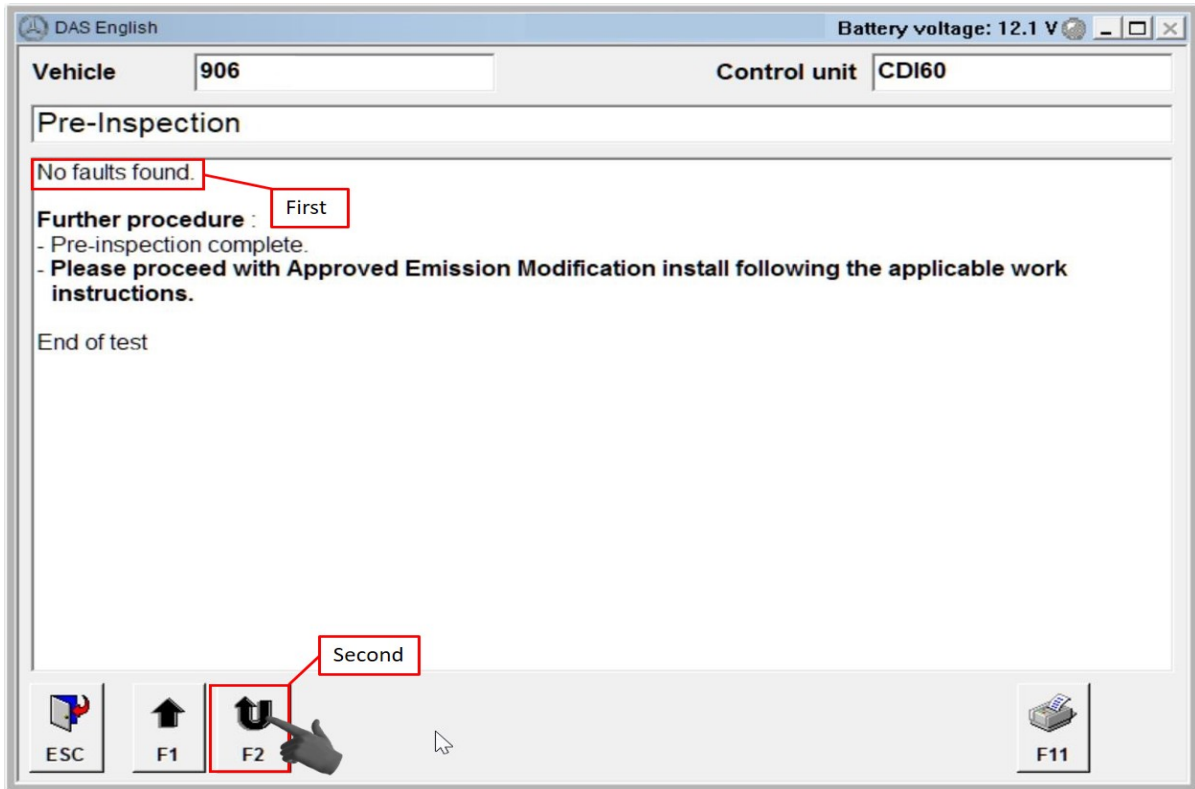 DAS English
Battery voltage: 12.1 V
Vehicle 906 Control unit CDI60
Pre-Inspection
No faults found.
First
Further procedure :
- Pre-inspection complete.
- Please proceed with Approved Emission Modification install following the applicable work
instructions.
End of test
Second
ESC F1 F2 F11